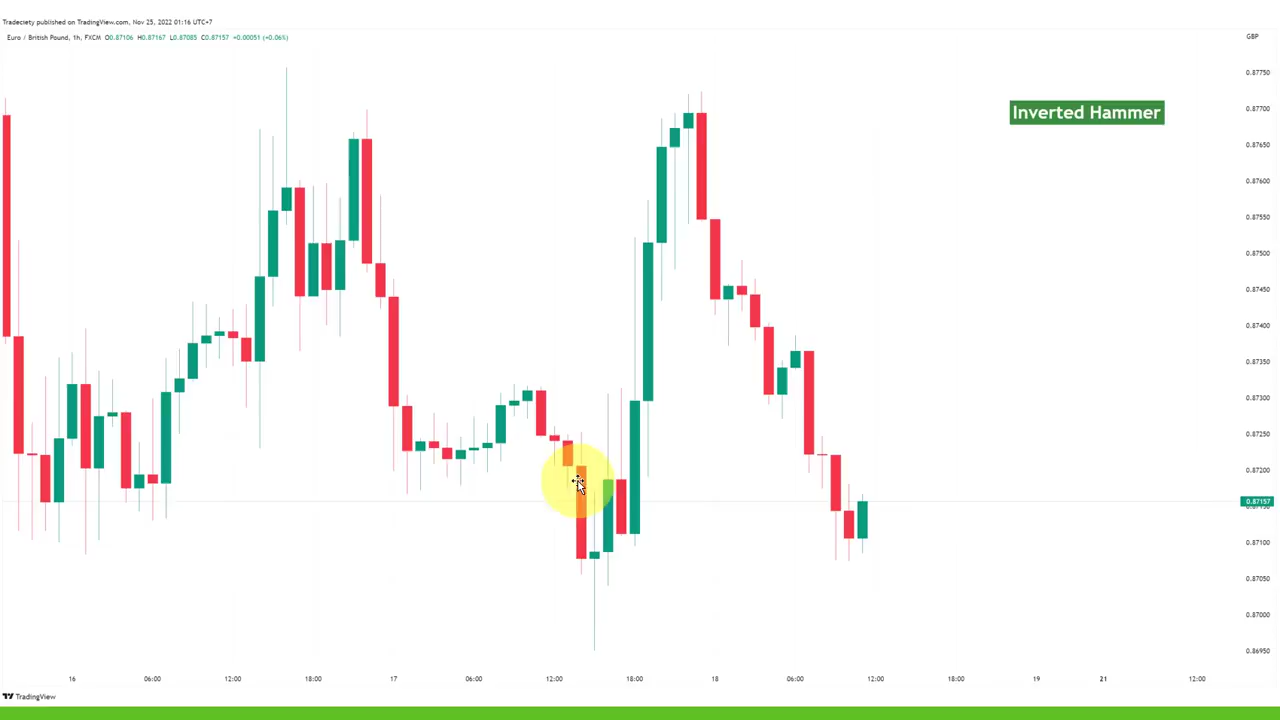 Tradeciety published on TradingView.com, Nov 25, 2022 01:16 UTC+7
Euro / British Pound, 1h, FXCM O0.87106 H0.87167 L0.87085 C0.87157 +0.00051 (+0.06%)
GBP
0.87750
Inverted Hammer
0.87700
0.87650
0.87600
0.87550
0.87500
0.87450
0.87400
0.87350
0.87300
0.87250
0.87200
0.87157
0.87100
0.87050
0.87000
0.86950
16 06:00 12:00 18:00 17 06:00 12:00 18:00 18 06:00 12:00 18:00 19 21 12:00
TradingView